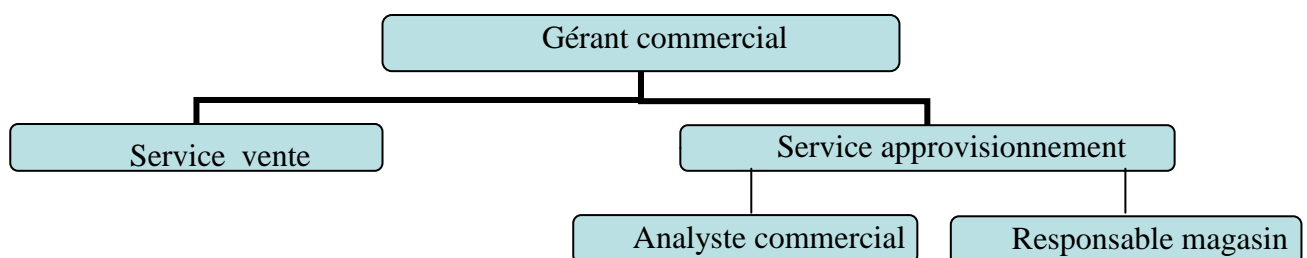 Gérant commercial
Service vente
Service approvisionnement
Analyste commercial
Responsable magasin